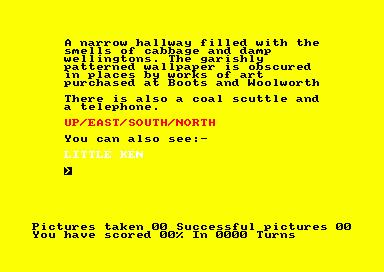 A narrow hallway filled with the
smells of cabbage and damp
wellingtons. The garishly
patterned wallpaper is obscured
in places by works of art
purchased at Boots and Woolworth
There is also a coal scuttle and
a telephone.
UP/EAST/SOUTH/NORTH
You can also see:-
LITTLE KEN
>
Pictures taken 00 Successful pictures 00
You have scored 00% In 0000 Turns